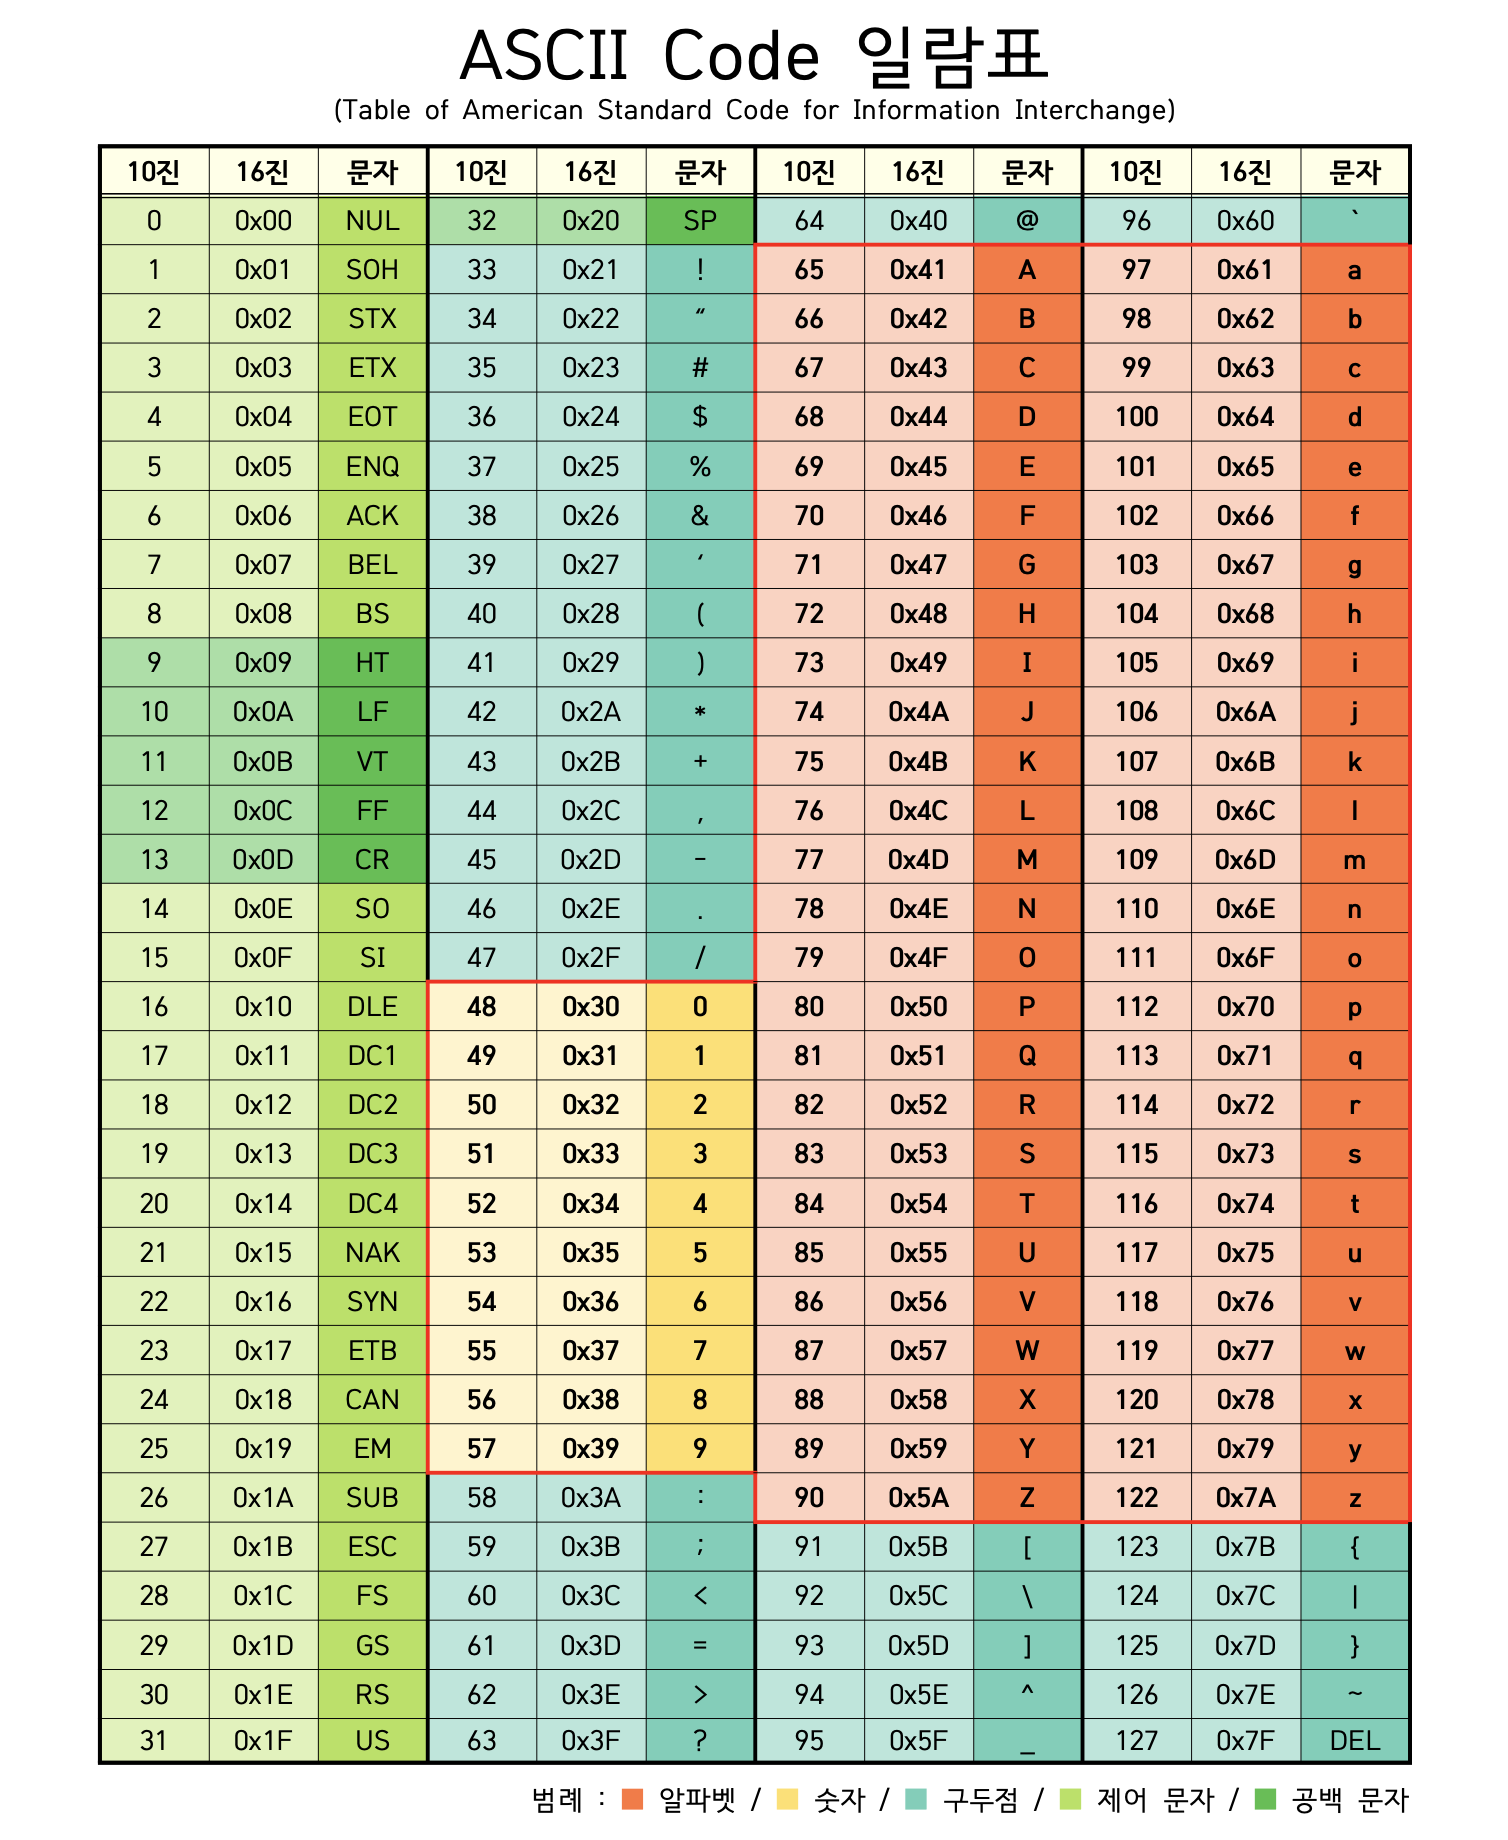 ASCII Code 일람표
(Table of American Standard Code for Information Interchange)
10진 16진 문자 10진 16진 문자 10진 16진 문자 10진 16진 문자
0 0x00 NUL 32 0x20 SP 64 0x40 @ 96 0x60 `
1 0x01 SOH 33 0x21 ! 65 0x41 A 97 0x61 a
2 0x02 STX 34 0x22 “ 66 0x42 B 98 0x62 b
3 0x03 ETX 35 0x23 # 67 0x43 C 99 0x63 c
4 0x04 EOT 36 0x24 $ 68 0x44 D 100 0x64 d
5 0x05 ENQ 37 0x25 % 69 0x45 E 101 0x65 e
6 0x06 ACK 38 0x26 & 70 0x46 F 102 0x66 f
7 0x07 BEL 39 0x27 ‘ 71 0x47 G 103 0x67 g
8 0x08 BS 40 0x28 ( 72 0x48 H 104 0x68 h
9 0x09 HT 41 0x29 ) 73 0x49 I 105 0x69 i
10 0x0A LF 42 0x2A * 74 0x4A J 106 0x6A j
11 0x0B VT 43 0x2B + 75 0x4B K 107 0x6B k
12 0x0C FF 44 0x2C , 76 0x4C L 108 0x6C l
13 0x0D CR 45 0x2D - 77 0x4D M 109 0x6D m
14 0x0E SO 46 0x2E . 78 0x4E N 110 0x6E n
15 0x0F SI 47 0x2F / 79 0x4F O 111 0x6F o
16 0x10 DLE 48 0x30 0 80 0x50 P 112 0x70 p
17 0x11 DC1 49 0x31 1 81 0x51 Q 113 0x71 q
18 0x12 DC2 50 0x32 2 82 0x52 R 114 0x72 r
19 0x13 DC3 51 0x33 3 83 0x53 S 115 0x73 s
20 0x14 DC4 52 0x34 4 84 0x54 T 116 0x74 t
21 0x15 NAK 53 0x35 5 85 0x55 U 117 0x75 u
22 0x16 SYN 54 0x36 6 86 0x56 V 118 0x76 v
23 0x17 ETB 55 0x37 7 87 0x57 W 119 0x77 w
24 0x18 CAN 56 0x38 8 88 0x58 X 120 0x78 x
25 0x19 EM 57 0x39 9 89 0x59 Y 121 0x79 y
26 0x1A SUB 58 0x3A : 90 0x5A Z 122 0x7A z
27 0x1B ESC 59 0x3B ; 91 0x5B [ 123 0x7B {
28 0x1C FS 60 0x3C < 92 0x5C \ 124 0x7C |
29 0x1D GS 61 0x3D = 93 0x5D ] 125 0x7D }
30 0x1E RS 62 0x3E > 94 0x5E ^ 126 0x7E ~
31 0x1F US 63 0x3F ? 95 0x5F _ 127 0x7F DEL
범례 : 알파벳 / 숫자 / 구두점 / 제어 문자 / 공백 문자